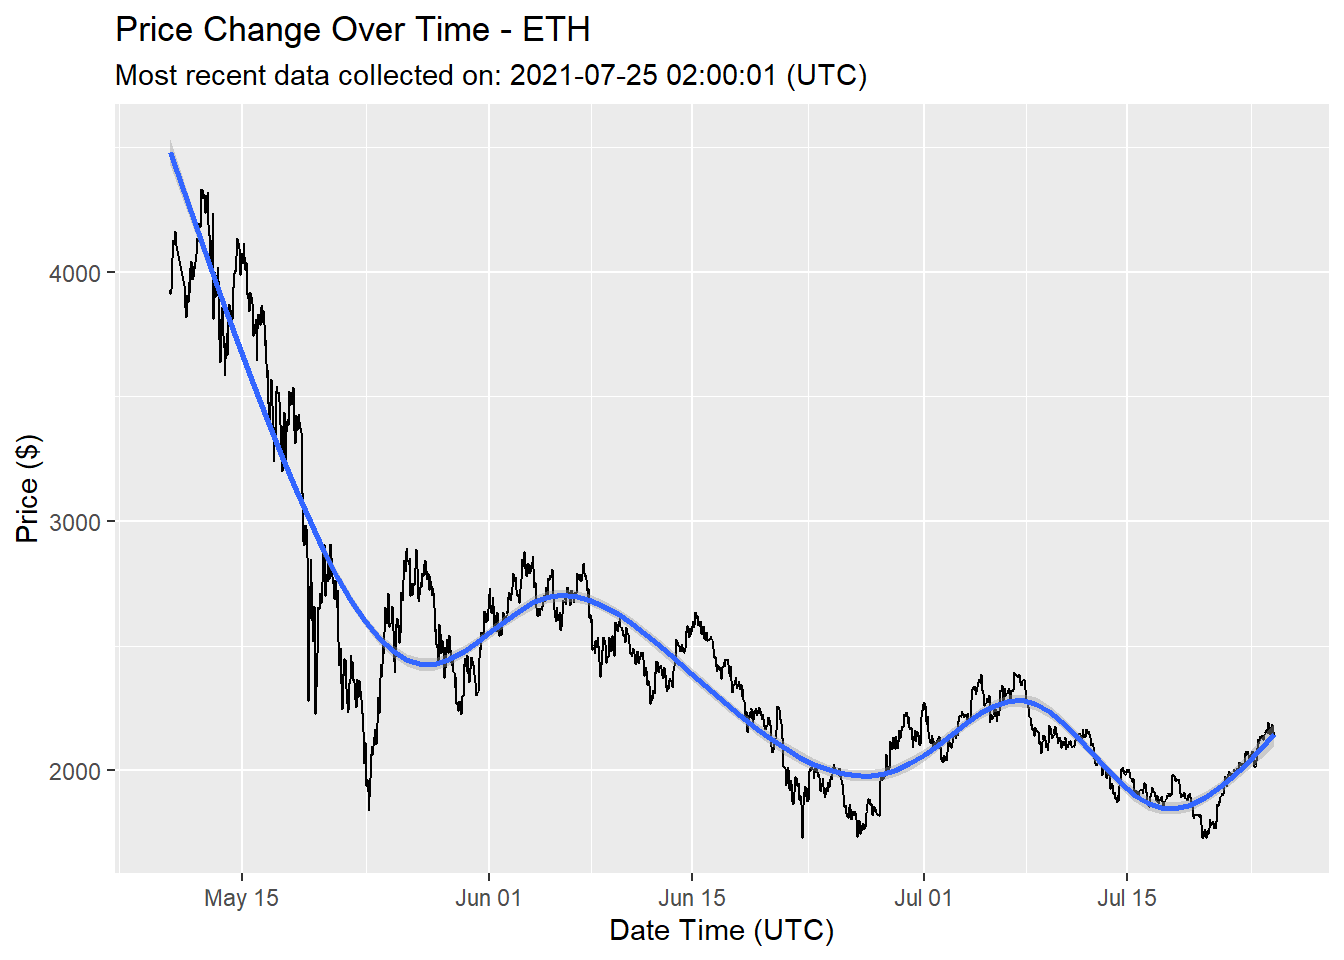 Price Change Over Time - ETH
Most recent data collected on: 2021-07-25 02:00:01 (UTC)
Price ($)
4000
3000
2000
May 15
Jun 01
Jun 15
Jul 01
Jul 15
Date Time (UTC)